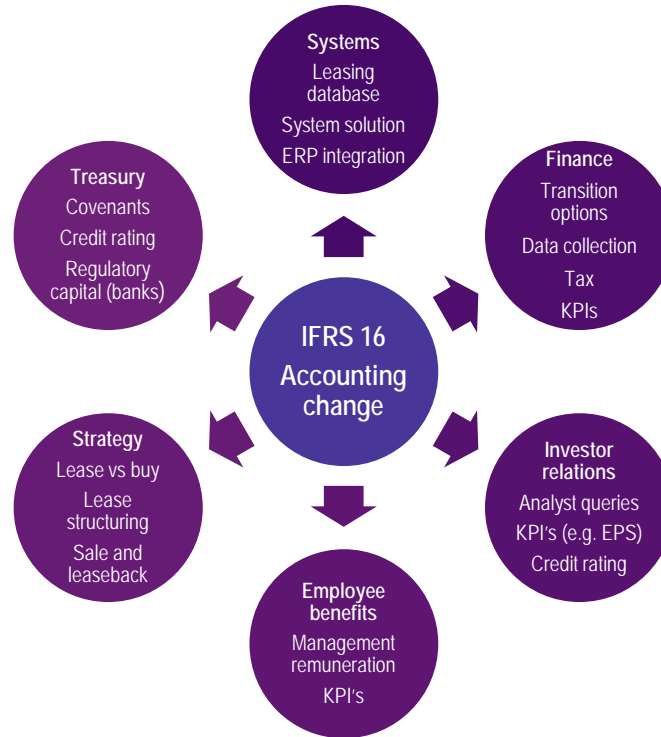 Systems
Leasing
database
System solution
ERP integration
Finance
Transition
options
Data collection
Tax
KPIs
Treasury
Covenants
Credit rating
Regulatory
capital (banks)
IFRS 16
Accounting
change
Strategy
Lease vs buy
Lease
structuring
Sale and
leaseback
Investor
relations
Analyst queries
KPI's (e.g. EPS)
Credit rating
Employee
benefits
Management
remuneration
KPI's